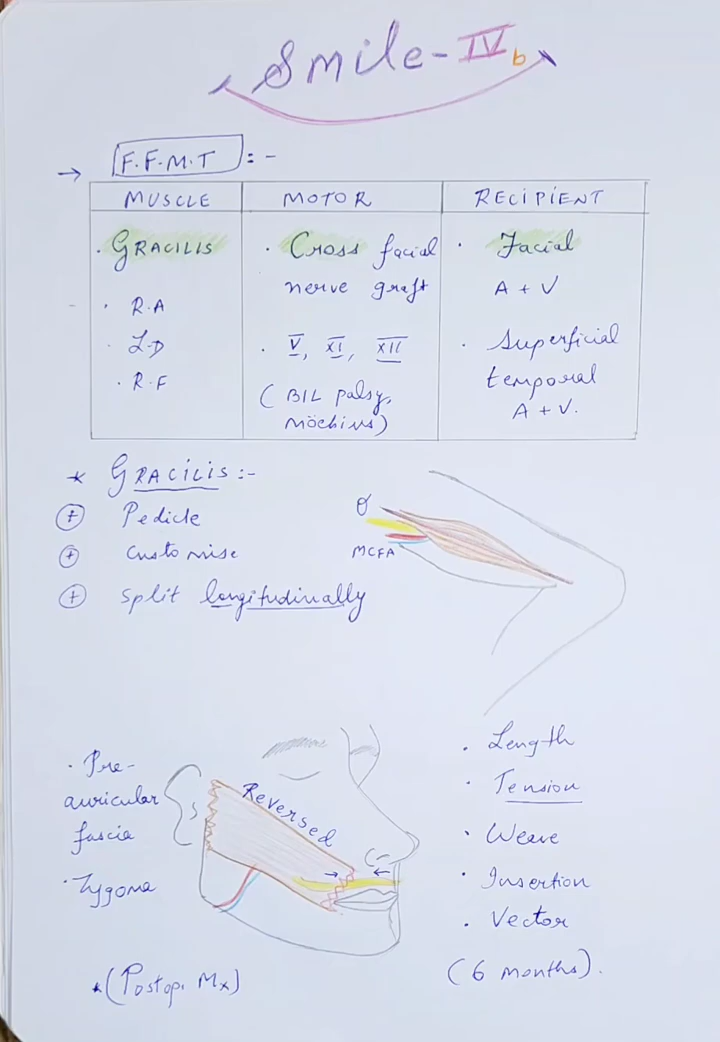 Smile - IV b
→ F.F.M.T :-
MUSCLE MOTOR RECIPIENT
· GRACILIS · Cross facial · Facial
nerve graft A + V
· R.A
· L.D · V, XI, XII · Superficial
· R.F temporal
( BIL palsy, A + V.
möebius)
* GRACILIS :-
+ Pedicle
+ Customise
+ Split longitudinally
O
MCFA
· Pre-
auricular
fascia
· Zygoma
Reversed
· Length
· Tension
· Weave
· Insertion
· Vector
(6 months).
*(Postop. Mx)